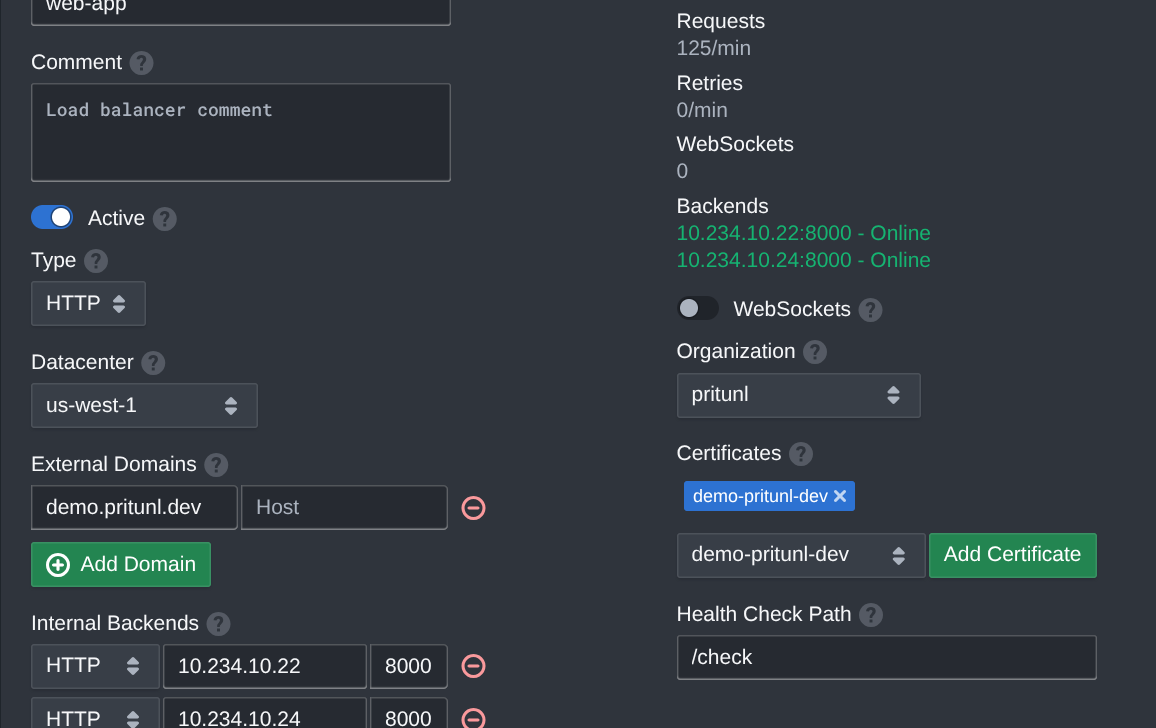 web-app
Comment ?
Load balancer comment
Active ?
Type ?
HTTP
Datacenter ?
us-west-1
External Domains ?
demo.pritunl.dev Host
Add Domain
Internal Backends ?
HTTP 10.234.10.22 8000
HTTP 10.234.10.24 8000
Requests
125/min
Retries
0/min
WebSockets
0
Backends
10.234.10.22:8000 - Online
10.234.10.24:8000 - Online
WebSockets ?
Organization ?
pritunl
Certificates ?
demo-pritunl-dev
demo-pritunl-dev Add Certificate
Health Check Path ?
/check